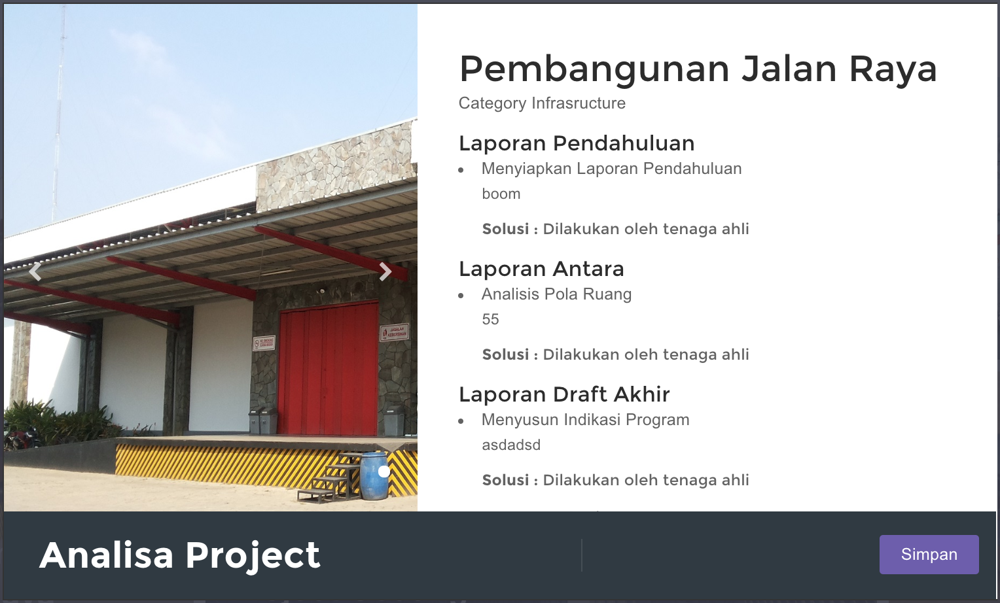 Pembangunan Jalan Raya
Category Infrasructure
Laporan Pendahuluan
Menyiapkan Laporan Pendahuluan
boom
Solusi : Dilakukan oleh tenaga ahli
Laporan Antara
Analisis Pola Ruang
55
Solusi : Dilakukan oleh tenaga ahli
Laporan Draft Akhir
Menyusun Indikasi Program
asdadsd
Solusi : Dilakukan oleh tenaga ahli
NO SMOKING
JAGALAH
KEBERSIHAN
Analisa Project
Simpan